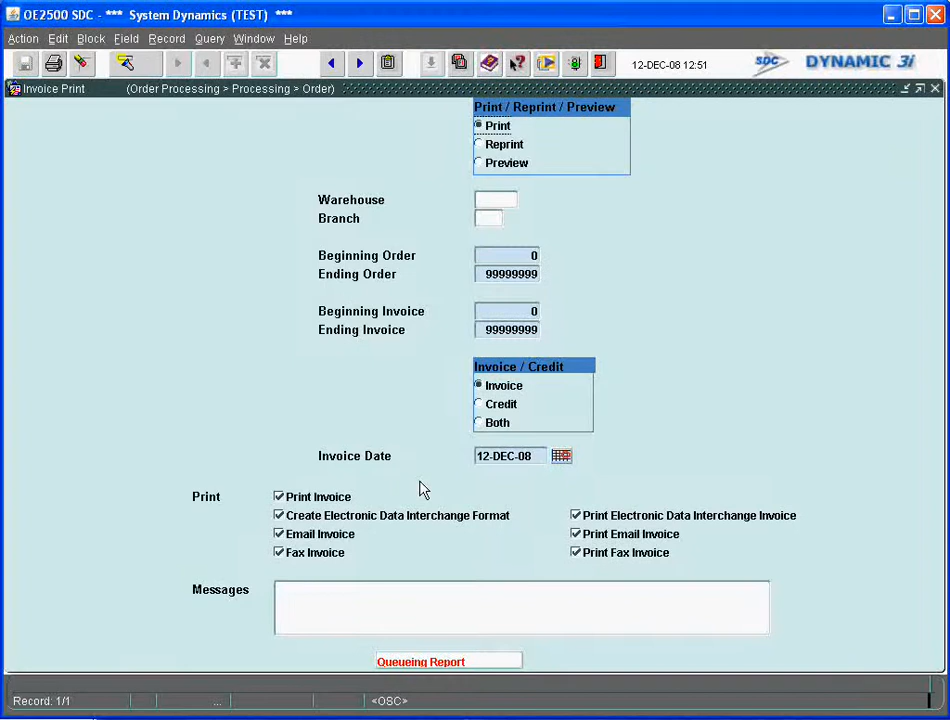 OE2500 SDC - *** System Dynamics (TEST) ***
Action Edit Block Field Record Query Window Help
12-DEC-08 12:51 SDC DYNAMIC 3i
Invoice Print (Order Processing > Processing > Order)
Print / Reprint / Preview
Print
Reprint
Preview
Warehouse
Branch
Beginning Order 0
Ending Order 99999999
Beginning Invoice 0
Ending Invoice 99999999
Invoice / Credit
Invoice
Credit
Both
Invoice Date 12-DEC-08
Print Print Invoice
Create Electronic Data Interchange Format Print Electronic Data Interchange Invoice
Email Invoice Print Email Invoice
Fax Invoice Print Fax Invoice
Messages
Queueing Report
Record: 1/1 ... <OSC>